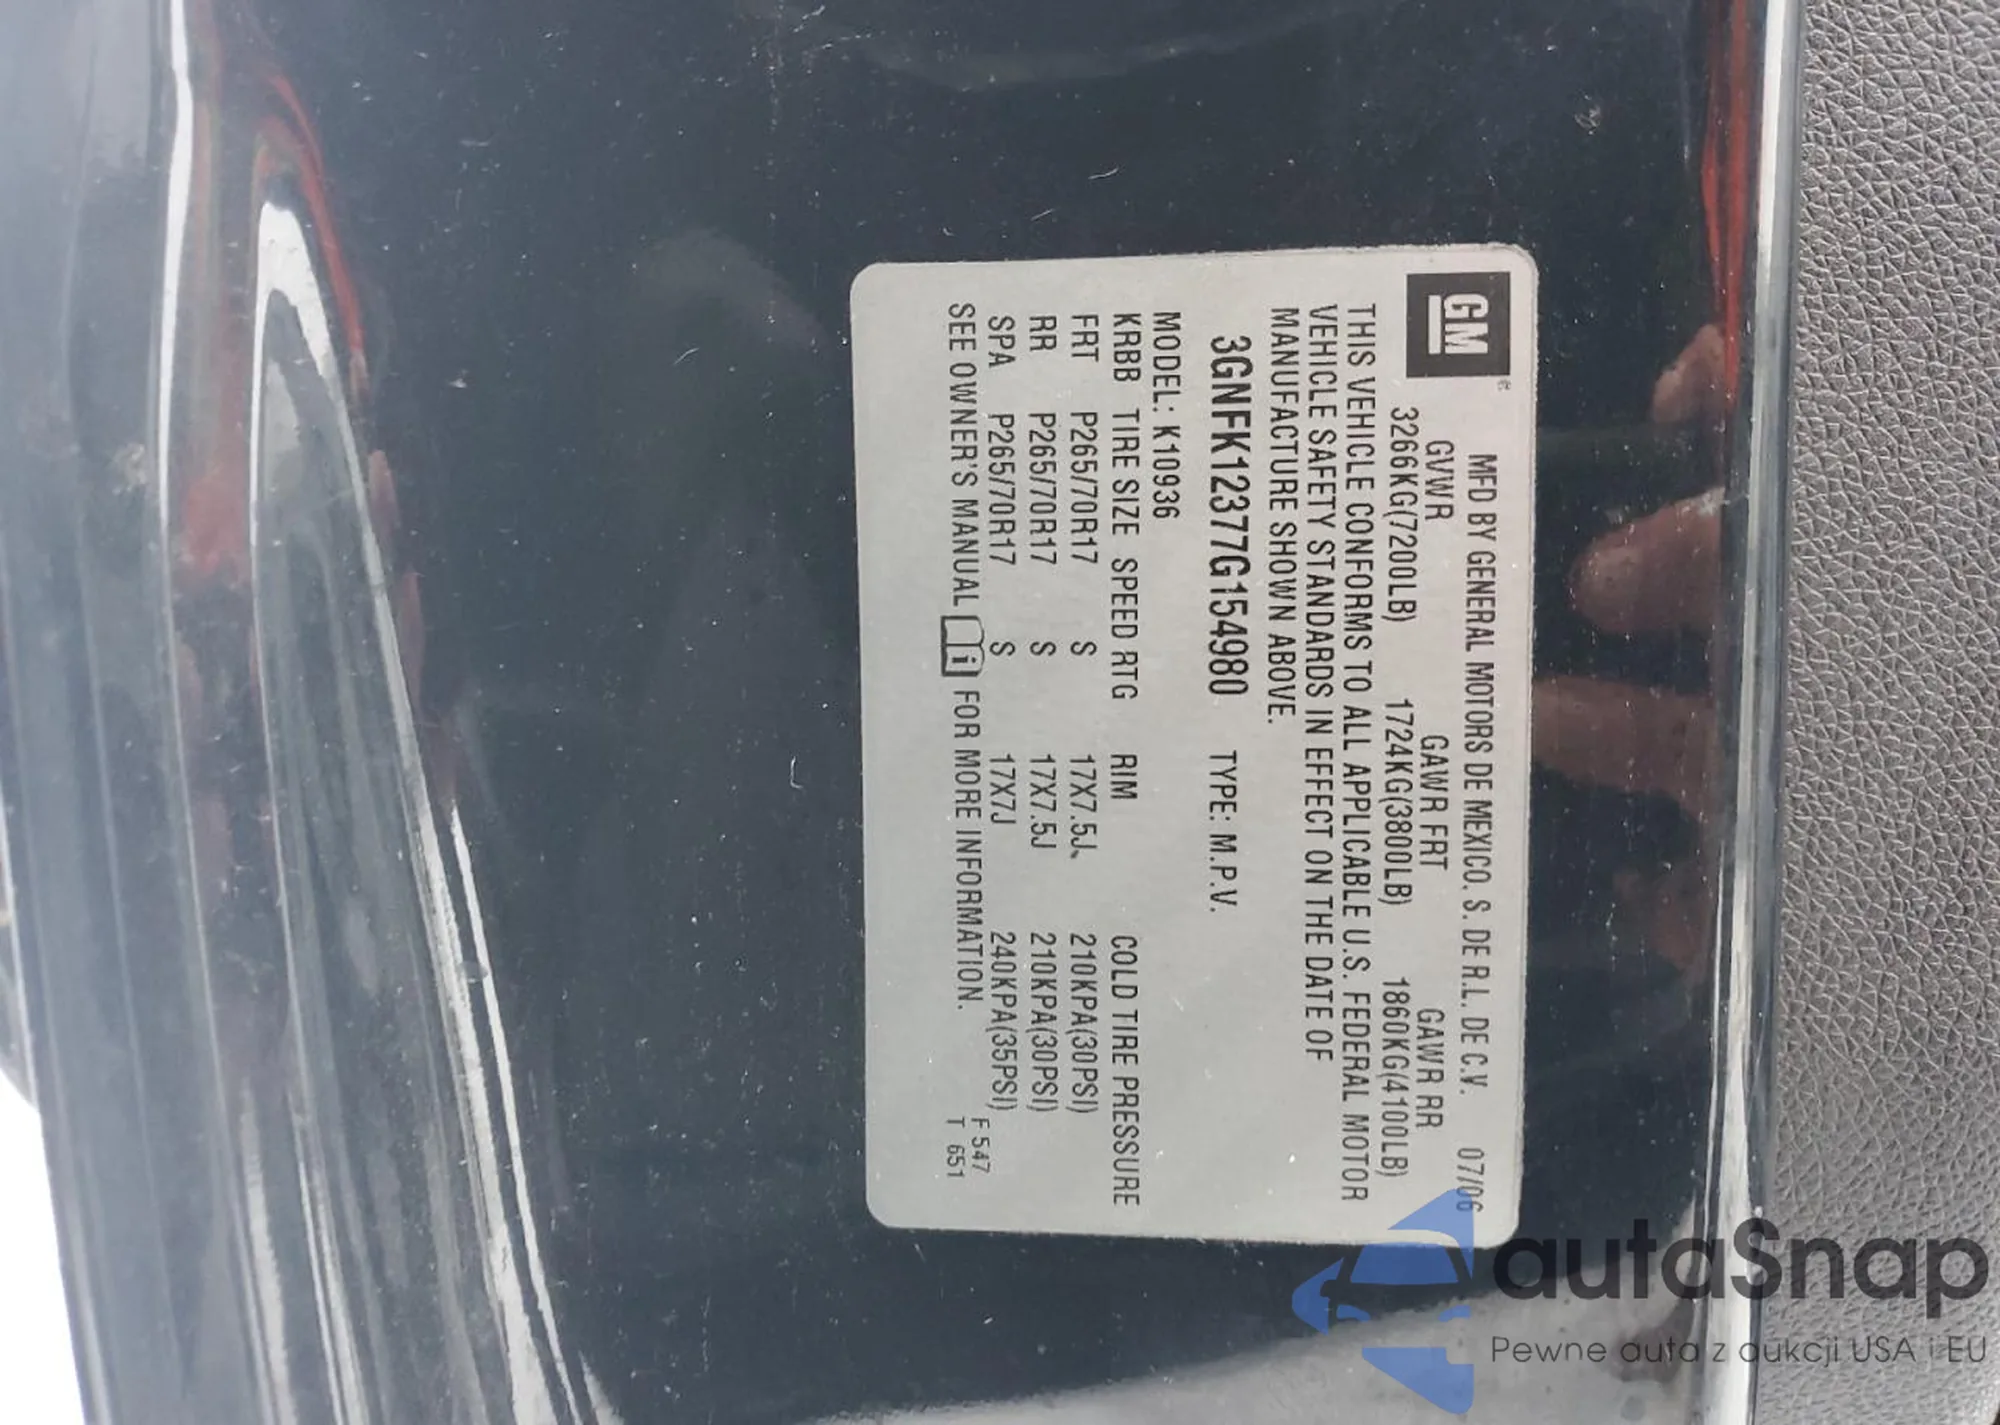 GM
MFD BY GENERAL MOTORS DE MEXICO, S. DE R.L. DE C.V. 07/06
GVWR GAWR FRT GAWR RR
3266KG(7200LB) 1724KG(3800LB) 1860KG(4100LB)
THIS VEHICLE CONFORMS TO ALL APPLICABLE U.S. FEDERAL MOTOR
VEHICLE SAFETY STANDARDS IN EFFECT ON THE DATE OF
MANUFACTURE SHOWN ABOVE.
3GNFK12377G154980 TYPE: M.P.V.
MODEL: K10936
KRBB TIRE SIZE SPEED RTG RIM COLD TIRE PRESSURE
FRT P265/70R17 S 17X7.5J 210KPA(30PSI)
RR P265/70R17 S 17X7.5J 210KPA(30PSI)
SPA P265/70R17 S 17X7J 240KPA(35PSI)
SEE OWNER'S MANUAL i FOR MORE INFORMATION.
F 547
T 651
autaSnap
Pewne auta z aukcji USA i EU